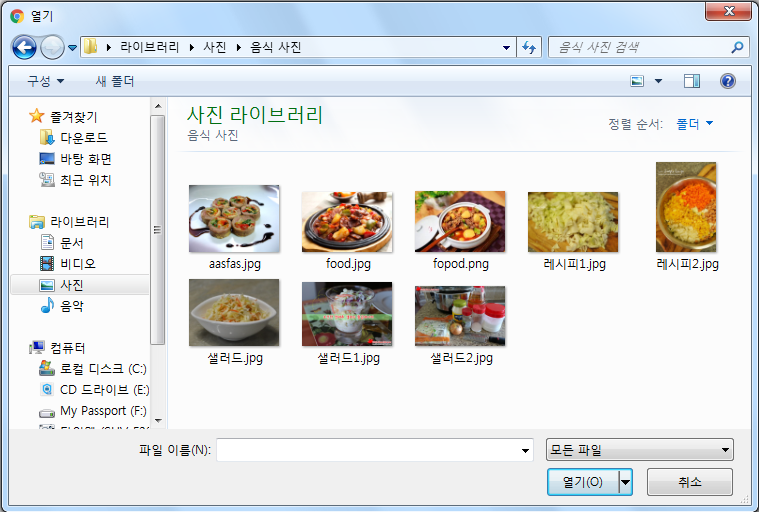 열기
라이브러리 사진 음식 사진
음식 사진 검색
구성 새 폴더
즐겨찾기
다운로드
바탕 화면
최근 위치
라이브러리
문서
비디오
사진
음악
컴퓨터
로컬 디스크 (C:)
CD 드라이브 (E:)
My Passport (F:)
사진 라이브러리
음식 사진
정렬 순서: 폴더
aasfas.jpg food.jpg fopod.png 레시피1.jpg 레시피2.jpg
샐러드.jpg 샐러드1.jpg 샐러드2.jpg
파일 이름(N): 모든 파일
열기(O) 취소